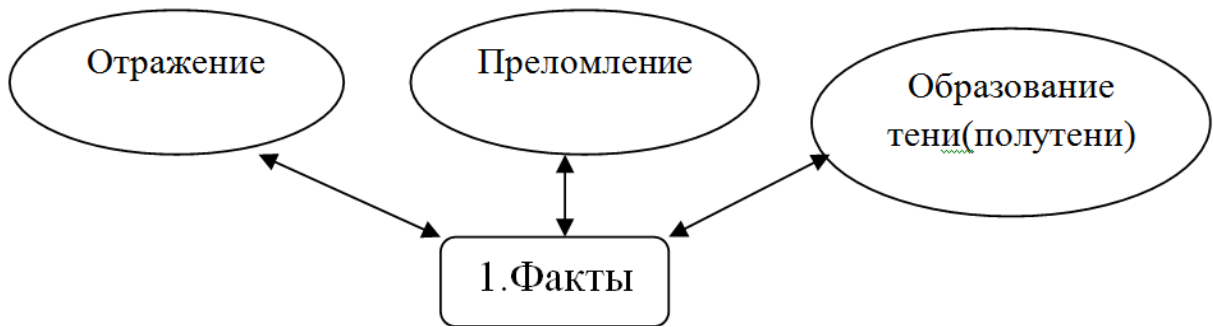 Отражение
Преломление
Образование
тени(полутени)
1.Факты